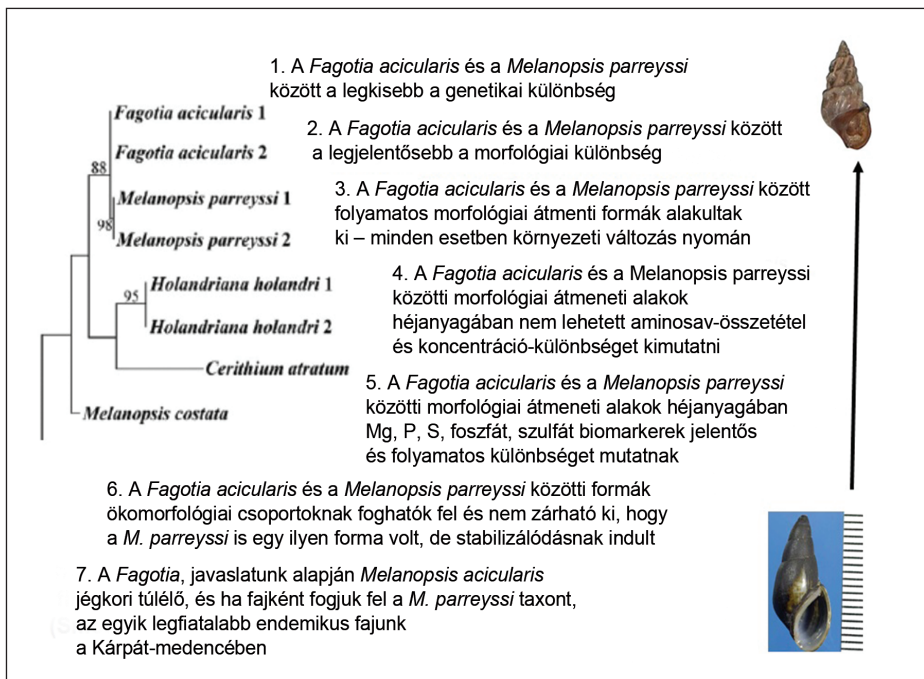 1. A Fagotia acicularis és a Melanopsis parreyssi
között a legkisebb a genetikai különbség
Fagotia acicularis 1
Fagotia acicularis 2
88
Melanopsis parreyssi 1
98
Melanopsis parreyssi 2
95
Holandriana holandri 1
Holandriana holandri 2
Cerithium atratum
Melanopsis costata
2. A Fagotia acicularis és a Melanopsis parreyssi között
a legjelentősebb a morfológiai különbség
3. A Fagotia acicularis és a Melanopsis parreyssi között
folyamatos morfológiai átmenti formák alakultak
ki – minden esetben környezeti változás nyomán
4. A Fagotia acicularis és a Melanopsis parreyssi
közötti morfológiai átmeneti alakok
héjanyagában nem lehetett aminosav-összetétel
és koncentráció-különbséget kimutatni
5. A Fagotia acicularis és a Melanopsis parreyssi
közötti morfológiai átmeneti alakok héjanyagában
Mg, P, S, foszfát, szulfát biomarkerek jelentős
és folyamatos különbséget mutatnak
6. A Fagotia acicularis és a Melanopsis parreyssi közötti formák
ökomorfológiai csoportoknak foghatók fel és nem zárható ki, hogy
a M. parreyssi is egy ilyen forma volt, de stabilizálódásnak indult
7. A Fagotia, javaslatunk alapján Melanopsis acicularis
jégkori túlélő, és ha fajként fogjuk fel a M. parreyssi taxont,
az egyik legfiatalabb endemikus fajunk
a Kárpát-medencében